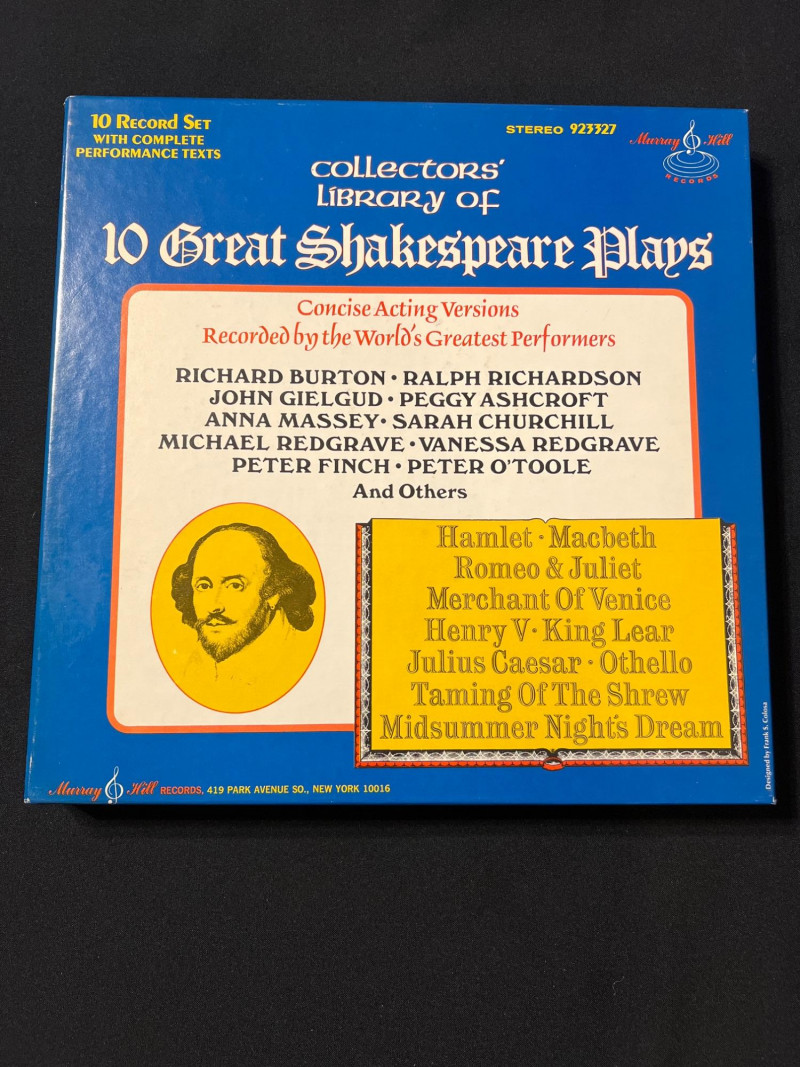 10 Record Set
WITH COMPLETE
PERFORMANCE TEXTS
STEREO 923327
Murray Hill
RECORDS
Collectors'
Library of
10 Great Shakespeare Plays
Concise Acting Versions
Recorded by the World's Greatest Performers
RICHARD BURTON • RALPH RICHARDSON
JOHN GIELGUD • PEGGY ASHCROFT
ANNA MASSEY • SARAH CHURCHILL
MICHAEL REDGRAVE • VANESSA REDGRAVE
PETER FINCH • PETER O'TOOLE
And Others
Hamlet · Macbeth
Romeo & Juliet
Merchant Of Venice
Henry V · King Lear
Julius Caesar · Othello
Taming Of The Shrew
Midsummer Night's Dream
Designed by Frank S. Colosa
Murray Hill RECORDS, 419 PARK AVENUE SO., NEW YORK 10016